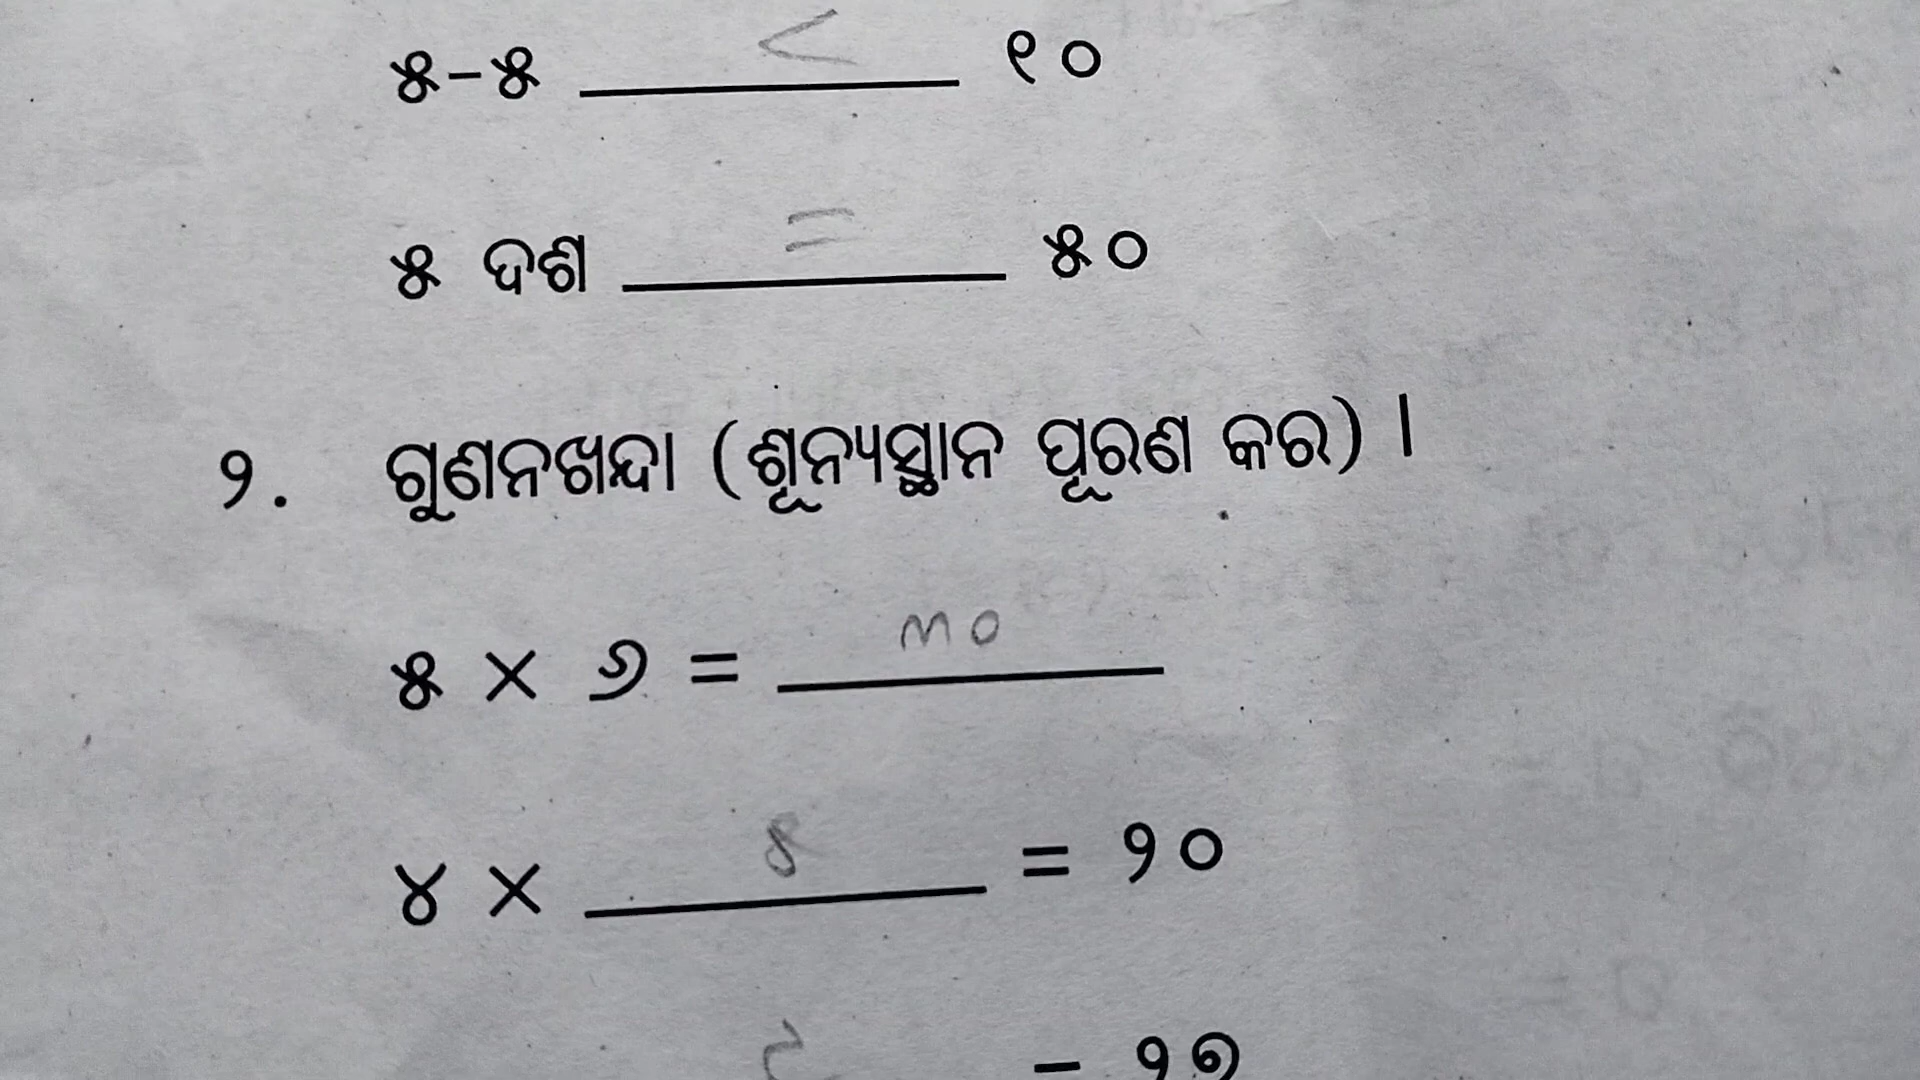 ୫-୫ < ୧୦
୫ ଦଶ = ୫୦
୨. ଗୁଣନଖନ୍ଦା (ଶୂନ୍ୟସ୍ଥାନ ପୂରଣ କର) ।
୫ × ୬ = ୩୦
୪ × ୫ = ୨୦